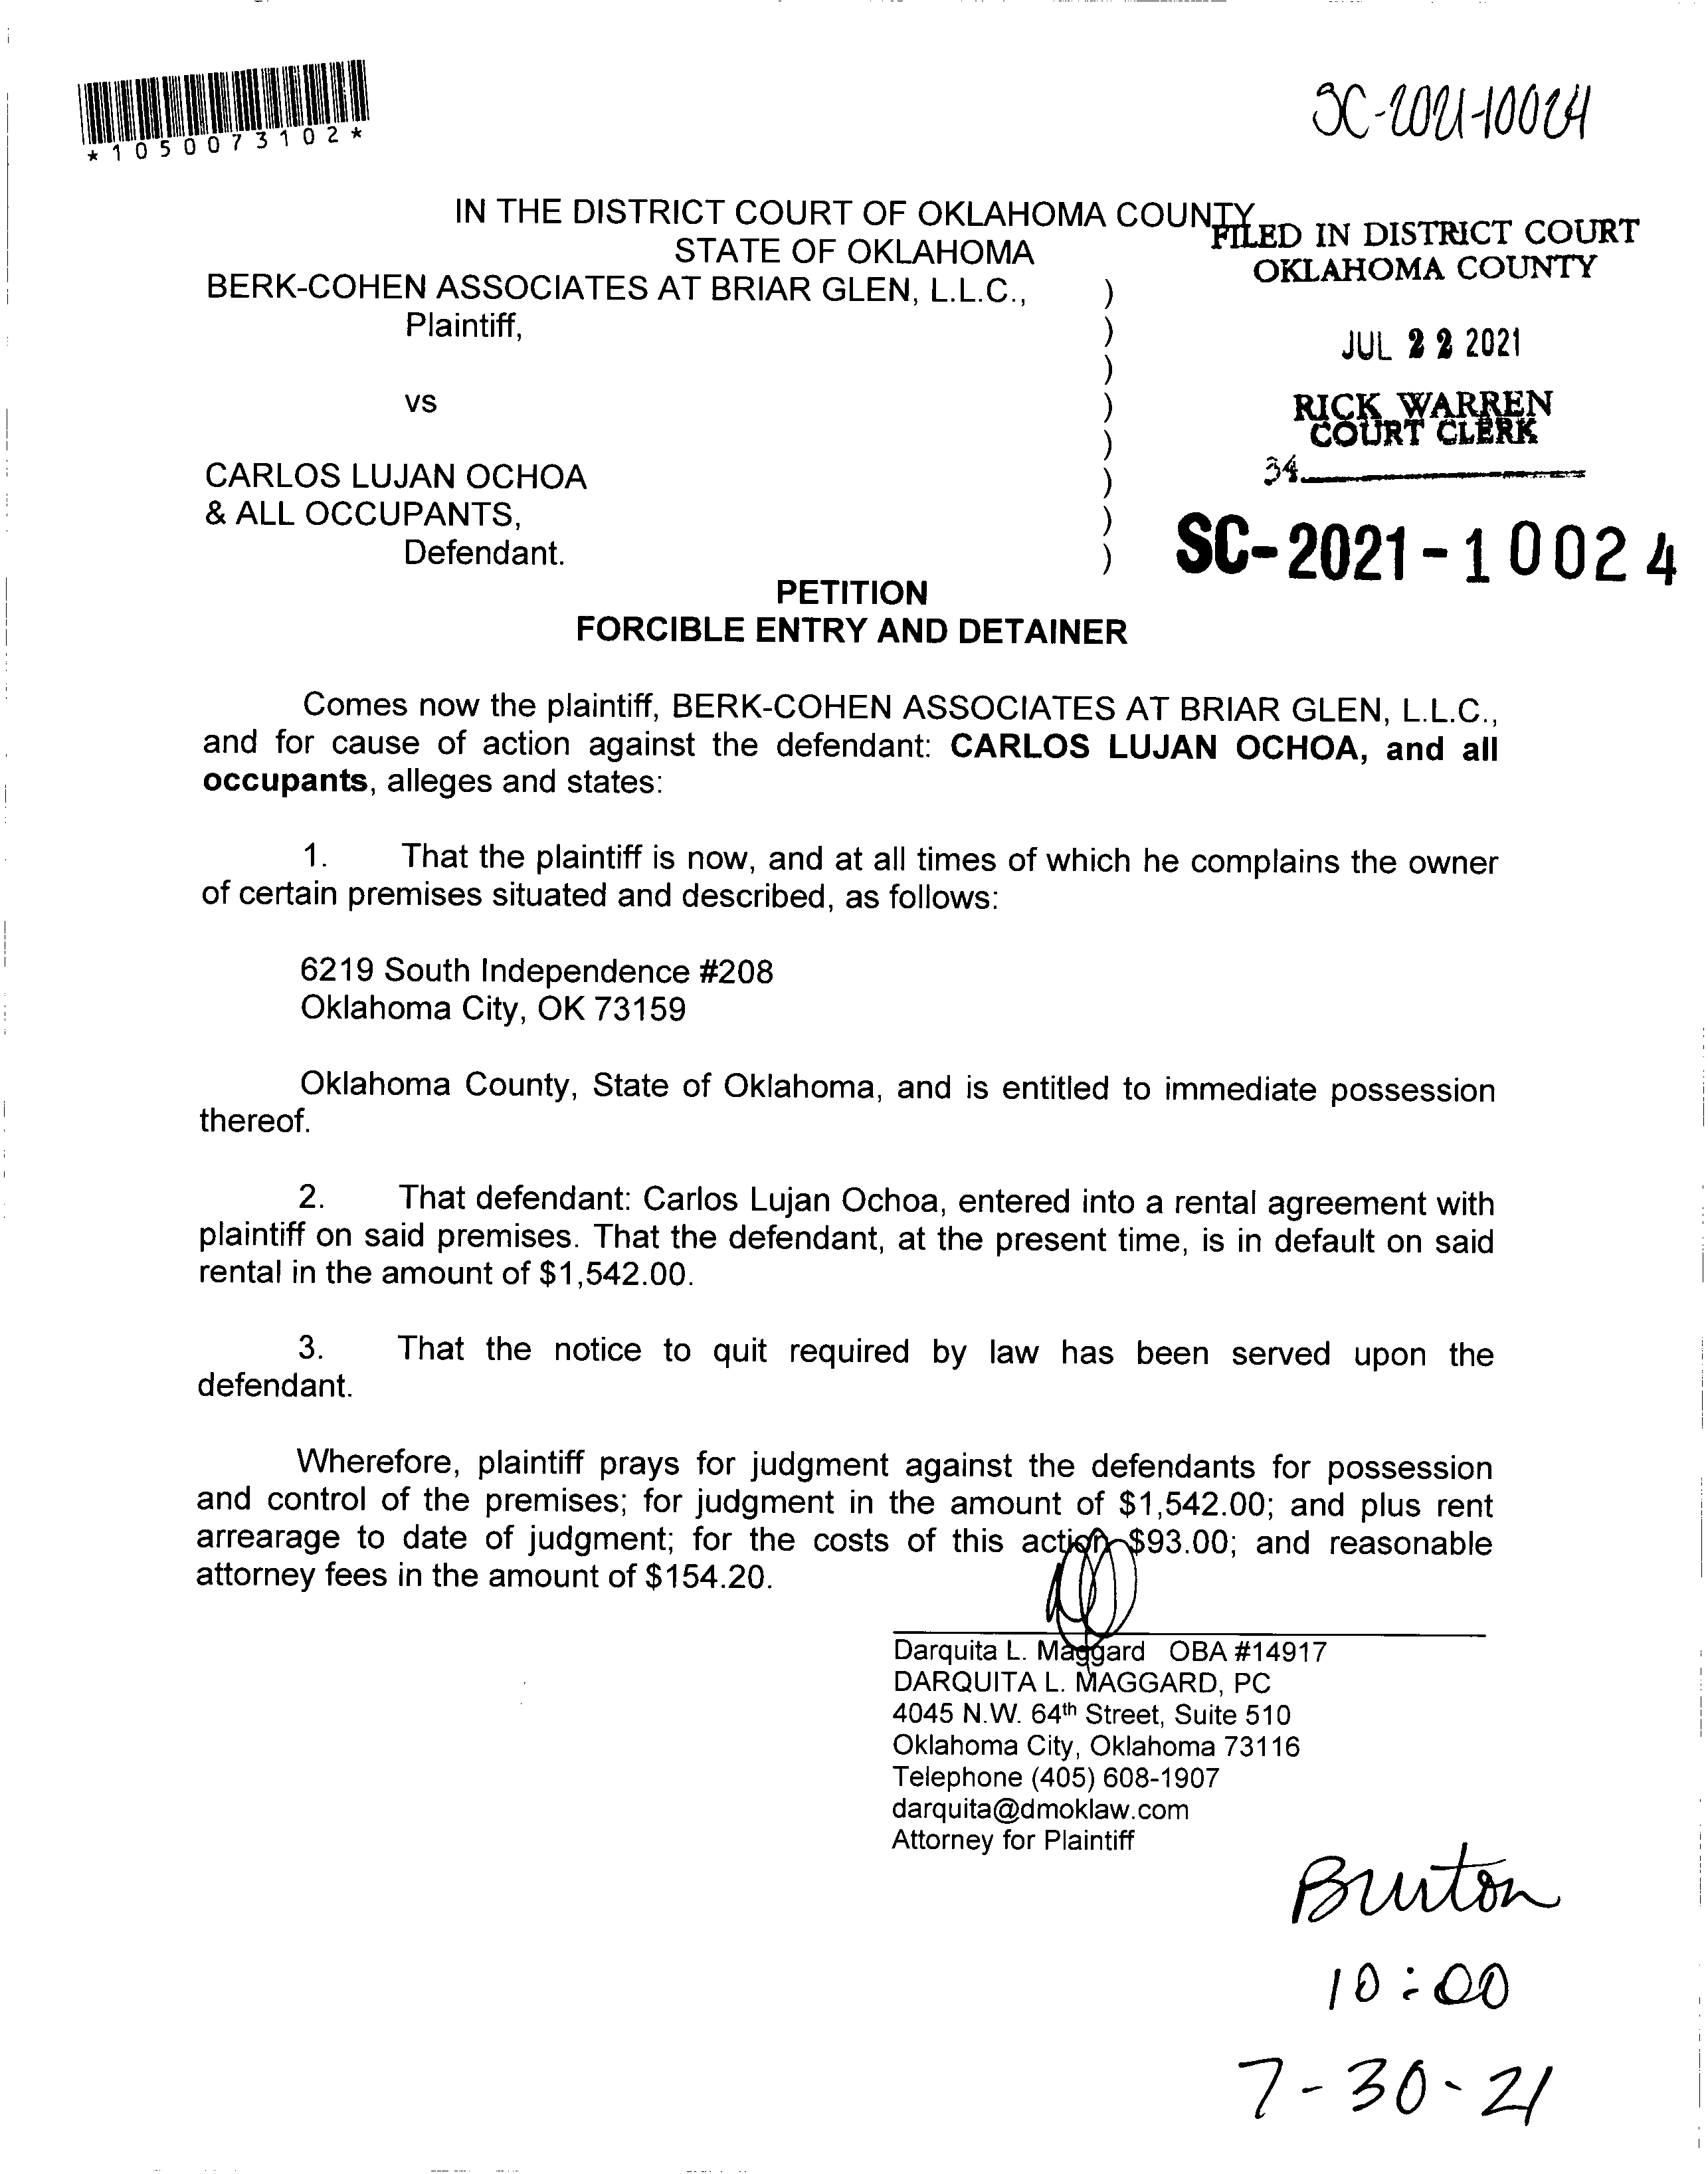 *1050073102*
SC-2021-10024
IN THE DISTRICT COURT OF OKLAHOMA COUNTY
STATE OF OKLAHOMA
FILED IN DISTRICT COURT
OKLAHOMA COUNTY
JUL 22 2021
RICK WARREN
COURT CLERK
34
SC-2021-10024
BERK-COHEN ASSOCIATES AT BRIAR GLEN, L.L.C., )
Plaintiff, )
)
vs )
)
CARLOS LUJAN OCHOA )
& ALL OCCUPANTS, )
Defendant. )
PETITION
FORCIBLE ENTRY AND DETAINER
Comes now the plaintiff, BERK-COHEN ASSOCIATES AT BRIAR GLEN, L.L.C.,
and for cause of action against the defendant: CARLOS LUJAN OCHOA, and all
occupants, alleges and states:
1. That the plaintiff is now, and at all times of which he complains the owner
of certain premises situated and described, as follows:
6219 South Independence #208
Oklahoma City, OK 73159
Oklahoma County, State of Oklahoma, and is entitled to immediate possession
thereof.
2. That defendant: Carlos Lujan Ochoa, entered into a rental agreement with
plaintiff on said premises. That the defendant, at the present time, is in default on said
rental in the amount of $1,542.00.
3. That the notice to quit required by law has been served upon the
defendant.
Wherefore, plaintiff prays for judgment against the defendants for possession
and control of the premises; for judgment in the amount of $1,542.00; and plus rent
arrearage to date of judgment; for the costs of this action $93.00; and reasonable
attorney fees in the amount of $154.20.
Darquita L. Maggard OBA #14917
DARQUITA L. MAGGARD, PC
4045 N.W. 64th Street, Suite 510
Oklahoma City, Oklahoma 73116
Telephone (405) 608-1907
darquita@dmoklaw.com
Attorney for Plaintiff
Burton
10:00
7-30-21